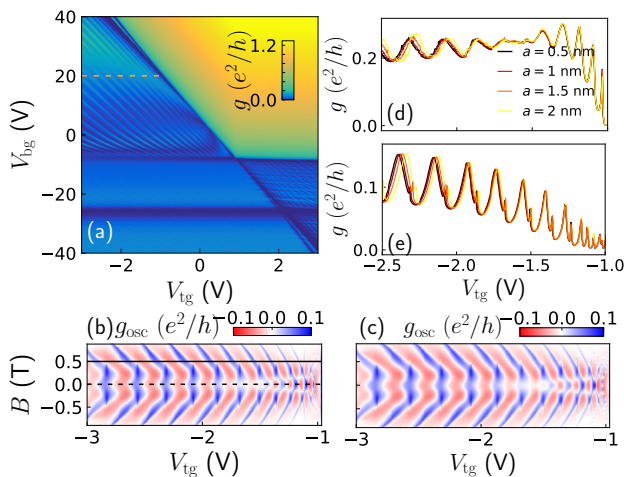 40
20
0
−20
−40
V_bg (V)
−2
0
2
V_tg (V)
(a)
g (e²/h)
1.2
0.0
(d)
g (e²/h)
0.2
0.0
a = 0.5 nm
a = 1 nm
a = 1.5 nm
a = 2 nm
(e)
g (e²/h)
0.1
0.0
−2.5
−2.0
−1.5
−1.0
V_tg (V)
(b)
g_osc (e²/h)
−0.1
0.0
0.1
B (T)
0.5
0.0
−0.5
−3
−2
−1
V_tg (V)
(c)
g_osc (e²/h)
−0.1
0.0
0.1
−3
−2
−1
V_tg (V)